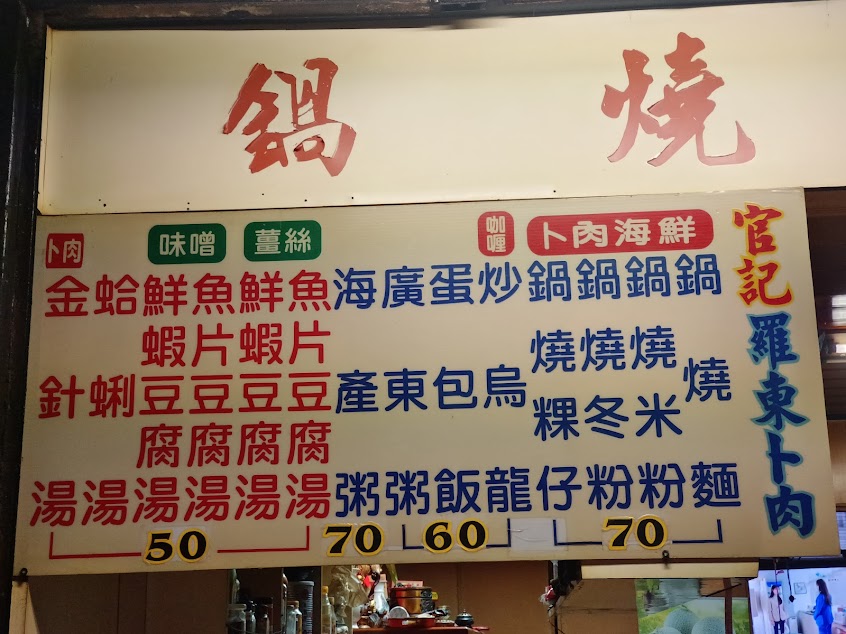 鍋燒
官記羅東卜肉
卜肉海鮮
鍋燒麵
鍋燒米粉
鍋燒冬粉
鍋燒粿仔
70
咖哩
炒烏龍
蛋包飯
廣東粥
60
海產粥
70
薑絲
魚片豆腐湯
鮮蝦豆腐湯
味噌
魚片豆腐湯
鮮蝦豆腐湯
蛤蜊湯
卜肉
金針湯
50